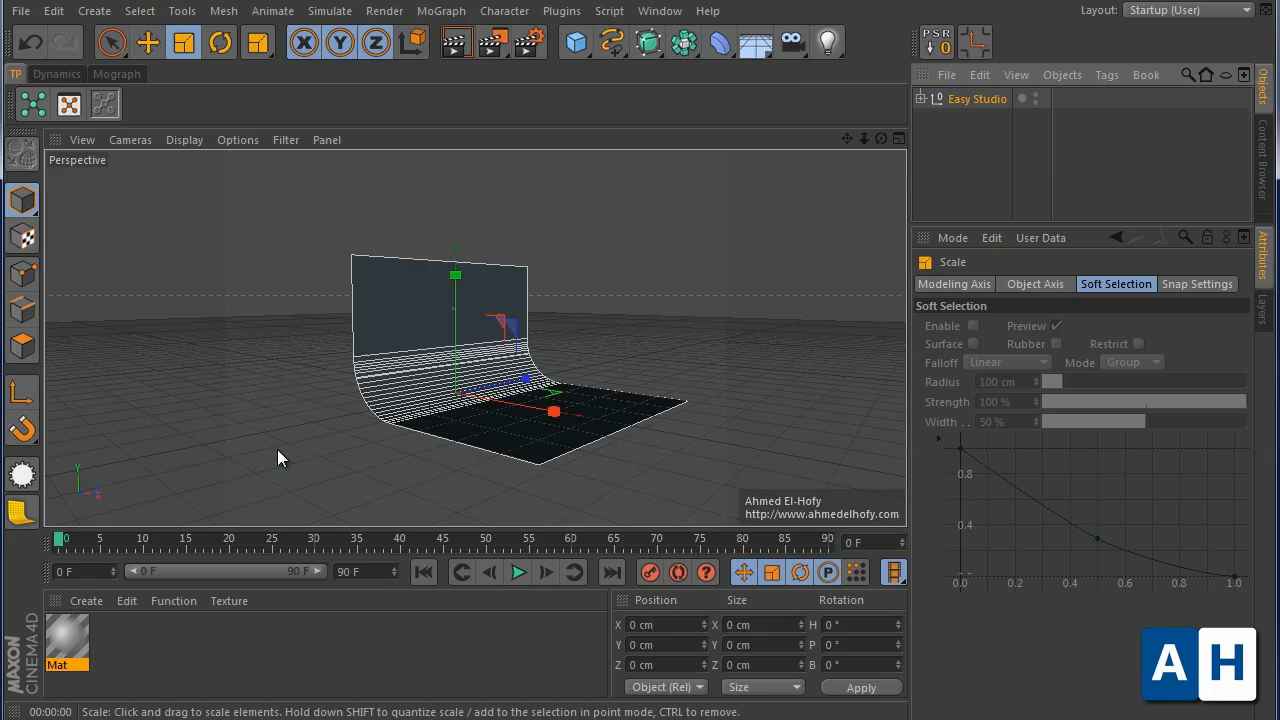 File Edit Create Select Tools Mesh Animate Simulate Render MoGraph Character Plugins Script Window Help
Layout: Startup (User)
X Y Z
PSR
0
TP Dynamics Mograph
File Edit View Objects Tags Book
Easy Studio
View Cameras Display Options Filter Panel
Perspective
Y
X
Ahmed El-Hofy
http://www.ahmedelhofy.com
Objects
Content Browser
Attributes
Layers
Mode Edit User Data
Scale
Modeling Axis Object Axis Soft Selection Snap Settings
Soft Selection
Enable Preview
Surface Rubber Restrict
Falloff Linear Mode Group
Radius 100 cm
Strength 100 %
Width . . 50 %
0.8
0.4
0.0 0.2 0.4 0.6 0.8 1.0
0 5 10 15 20 25 30 35 40 45 50 55 60 65 70 75 80 85 90
0 F
0 F 0 F 90 F 90 F
P
Create Edit Function Texture
Mat
Position Size Rotation
X 0 cm X 0 cm H 0 °
Y 0 cm Y 0 cm P 0 °
Z 0 cm Z 0 cm B 0 °
Object (Rel) Size Apply
MAXON
CINEMA 4D
AH
00:00:00 Scale: Click and drag to scale elements. Hold down SHIFT to quantize scale / add to the selection in point mode, CTRL to remove.